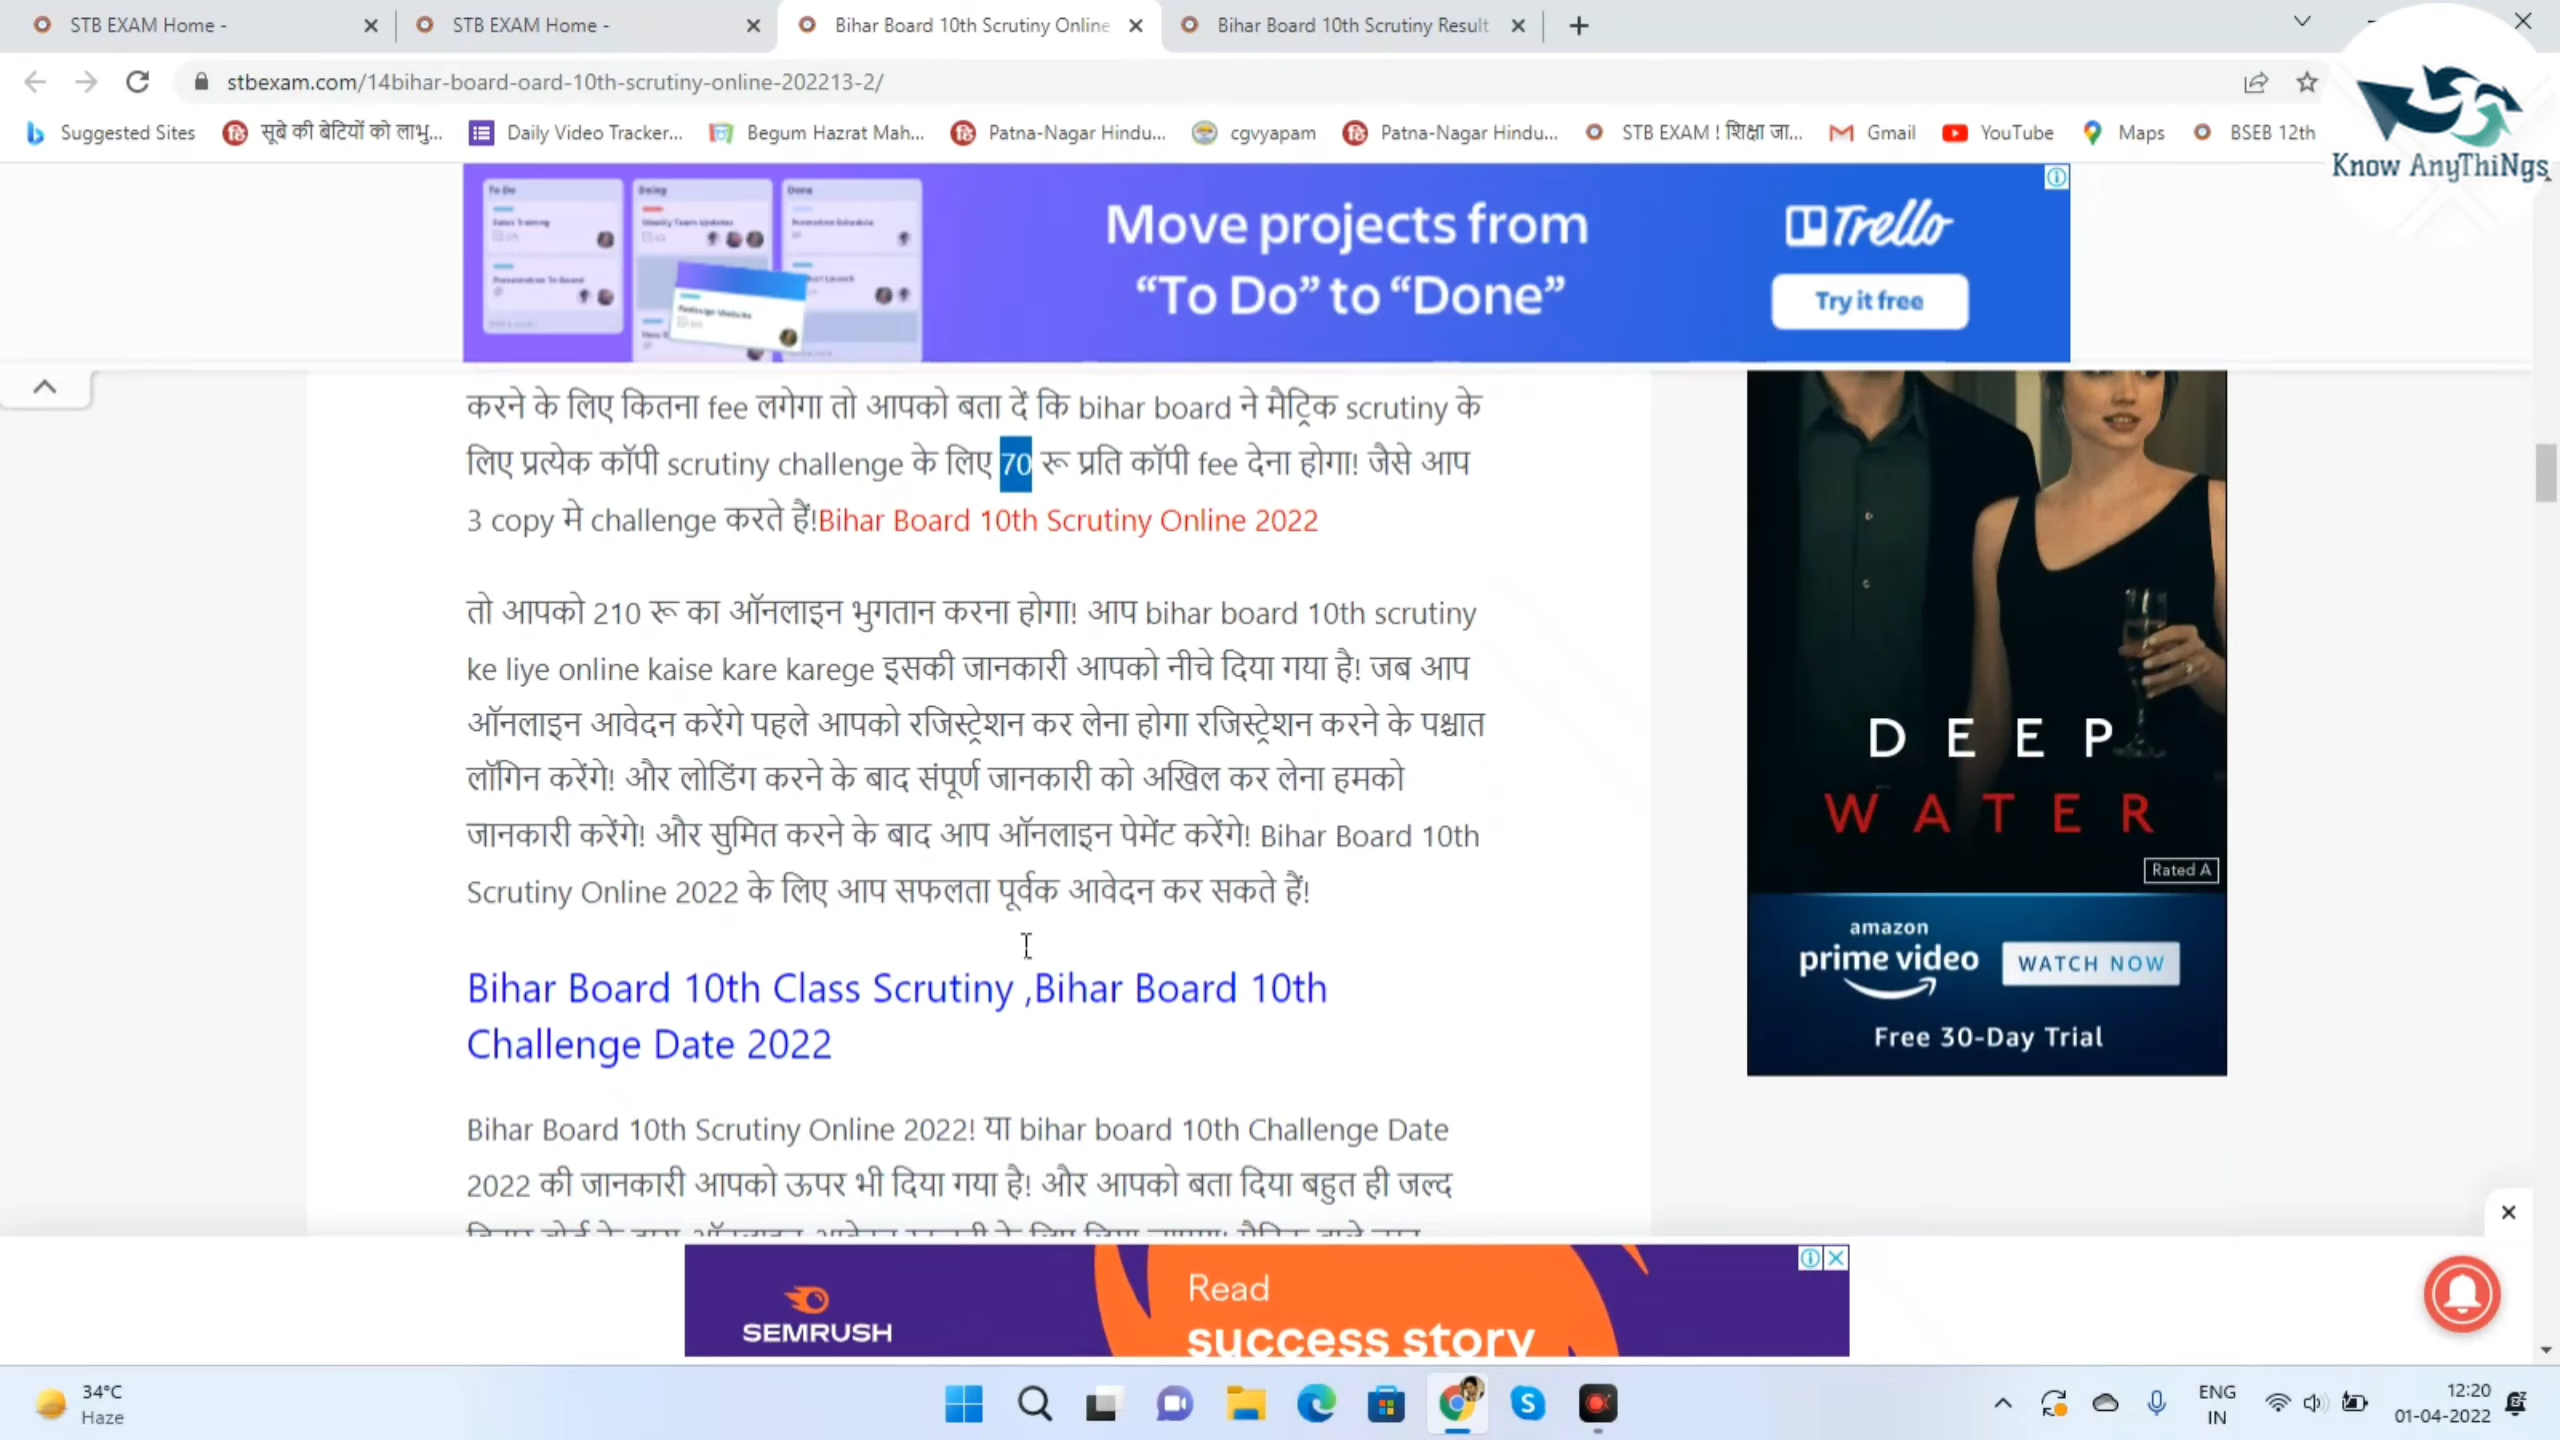 STB EXAM Home -
STB EXAM Home -
Bihar Board 10th Scrutiny Online
Bihar Board 10th Scrutiny Result
stbexam.com/14bihar-board-oard-10th-scrutiny-online-202213-2/
Suggested Sites
सूबे की बेटियों को लाभु...
Daily Video Tracker...
Begum Hazrat Mah...
Patna-Nagar Hindu...
cgvyapam
Patna-Nagar Hindu...
STB EXAM ! शिक्षा जा...
Gmail
YouTube
Maps
BSEB 12th
Know AnyThiNgs
To Do
Doing
Done
Move projects from
“To Do” to “Done”
Trello
Try it free
करने के लिए कितना fee लगेगा तो आपको बता दें कि bihar board ने मैट्रिक scrutiny के
लिए प्रत्येक कॉपी scrutiny challenge के लिए 70 रू प्रति कॉपी fee देना होगा! जैसे आप
3 copy मे challenge करते हैं!Bihar Board 10th Scrutiny Online 2022
तो आपको 210 रू का ऑनलाइन भुगतान करना होगा! आप bihar board 10th scrutiny
ke liye online kaise kare karege इसकी जानकारी आपको नीचे दिया गया है! जब आप
ऑनलाइन आवेदन करेंगे पहले आपको रजिस्ट्रेशन कर लेना होगा रजिस्ट्रेशन करने के पश्चात
लॉगिन करेंगे! और लोडिंग करने के बाद संपूर्ण जानकारी को अखिल कर लेना हमको
जानकारी करेंगे! और सुमित करने के बाद आप ऑनलाइन पेमेंट करेंगे! Bihar Board 10th
Scrutiny Online 2022 के लिए आप सफलता पूर्वक आवेदन कर सकते हैं!
Bihar Board 10th Class Scrutiny ,Bihar Board 10th
Challenge Date 2022
Bihar Board 10th Scrutiny Online 2022! या bihar board 10th Challenge Date
2022 की जानकारी आपको ऊपर भी दिया गया है! और आपको बता दिया बहुत ही जल्द
DEEP
WATER
Rated A
amazon
prime video
WATCH NOW
Free 30-Day Trial
SEMRUSH
Read
success story
34°C
Haze
ENG
IN
12:20
01-04-2022